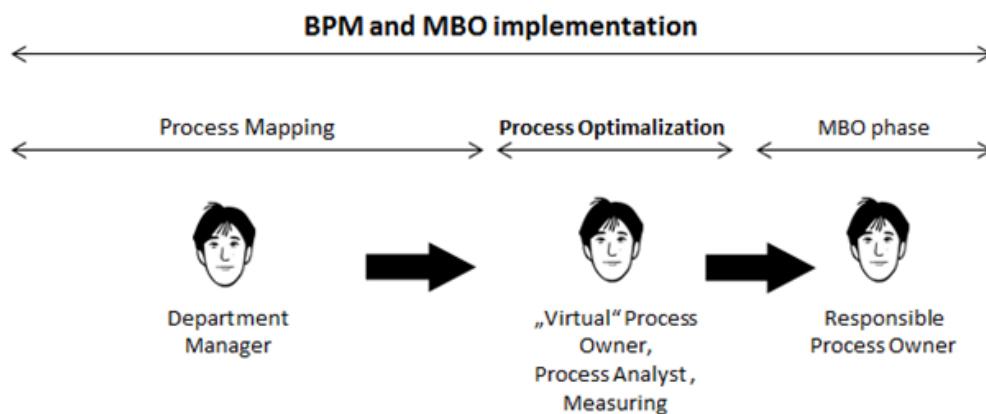 BPM and MBO implementation
Process Mapping
Process Optimalization
MBO phase
Department
Manager
„Virtual“ Process
Owner,
Process Analyst ,
Measuring
Responsible
Process Owner